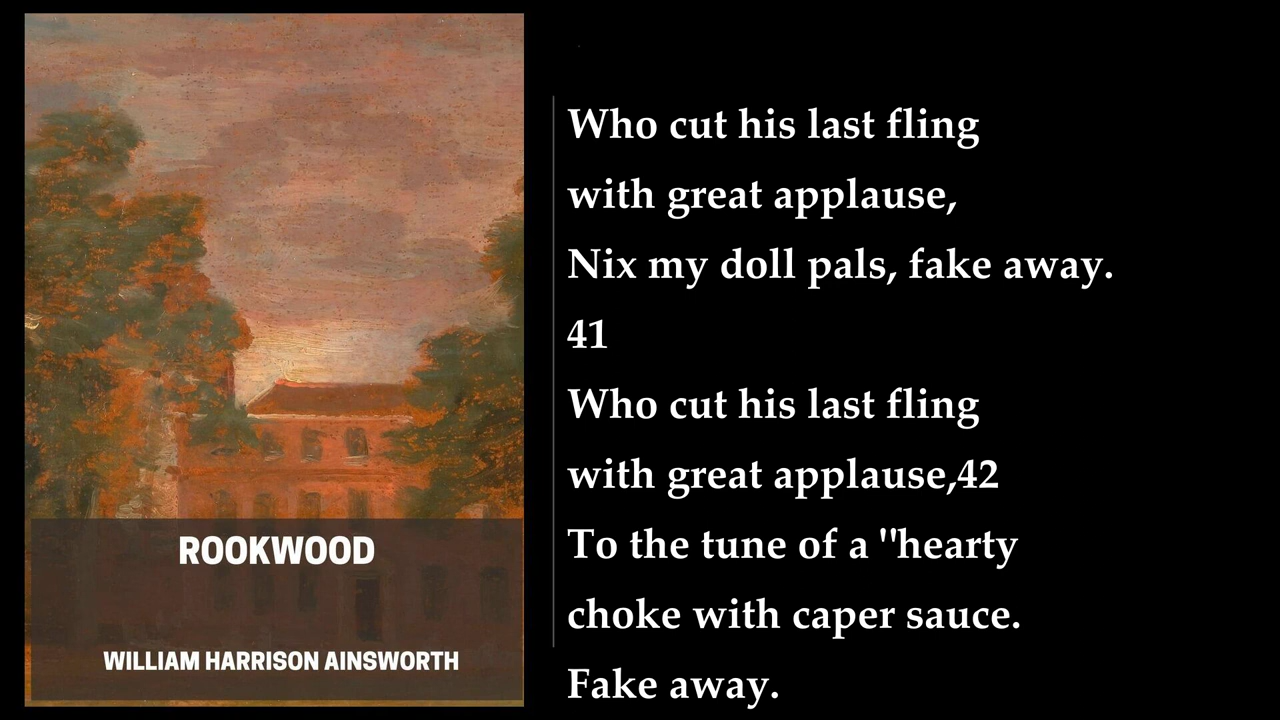 ROOKWOOD
WILLIAM HARRISON AINSWORTH
Who cut his last fling
with great applause,
Nix my doll pals, fake away.
41
Who cut his last fling
with great applause,42
To the tune of a "hearty
choke with caper sauce.
Fake away.